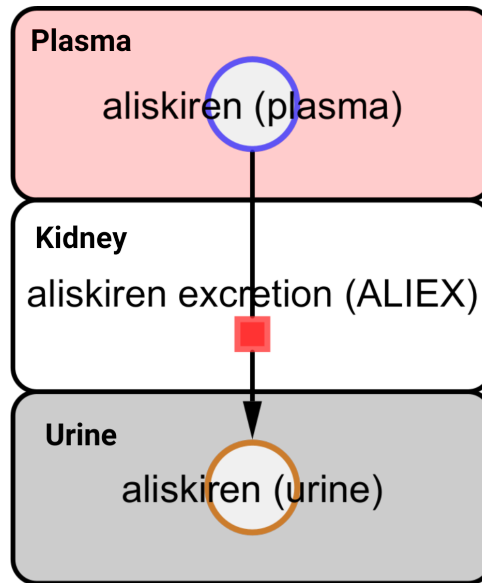 Plasma
aliskiren (plasma)
Kidney
aliskiren excretion (ALIEX)
Urine
aliskiren (urine)